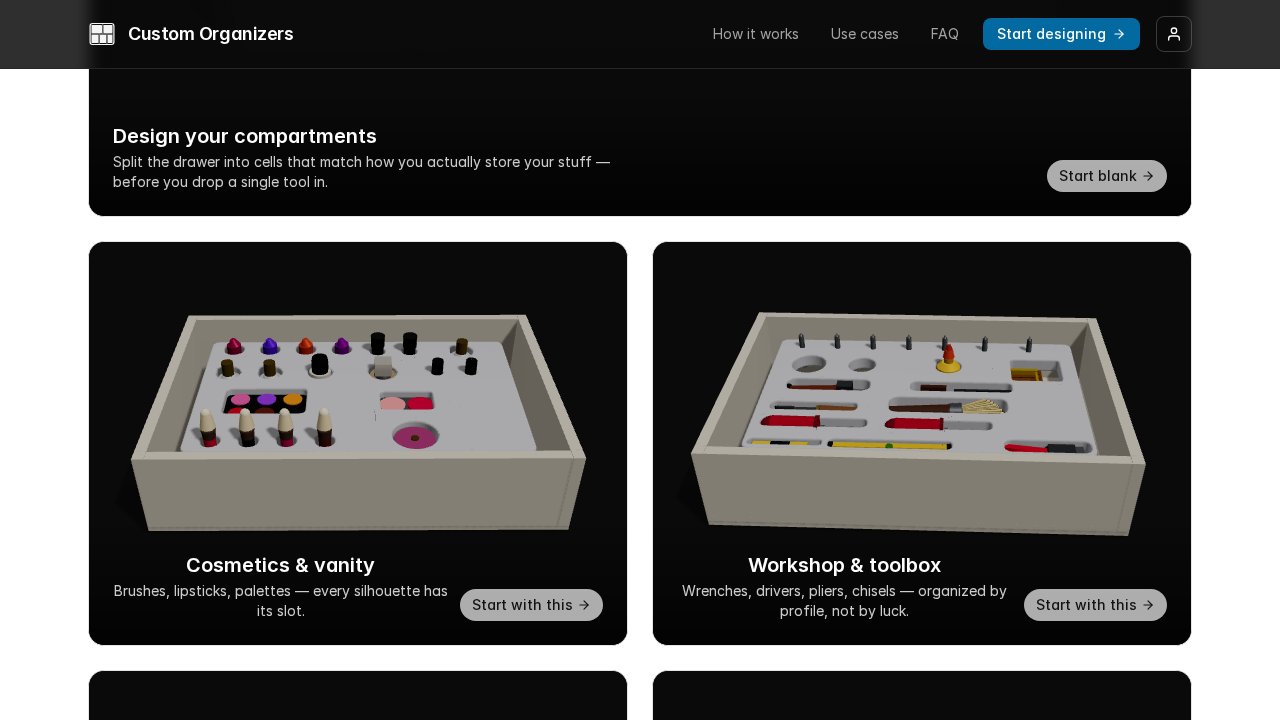 Custom Organizers
How it works
Use cases
FAQ
Start designing →
Design your compartments
Split the drawer into cells that match how you actually store your stuff —
before you drop a single tool in.
Start blank →
Cosmetics & vanity
Brushes, lipsticks, palettes — every silhouette has
its slot.
Start with this →
Workshop & toolbox
Wrenches, drivers, pliers, chisels — organized by
profile, not by luck.
Start with this →